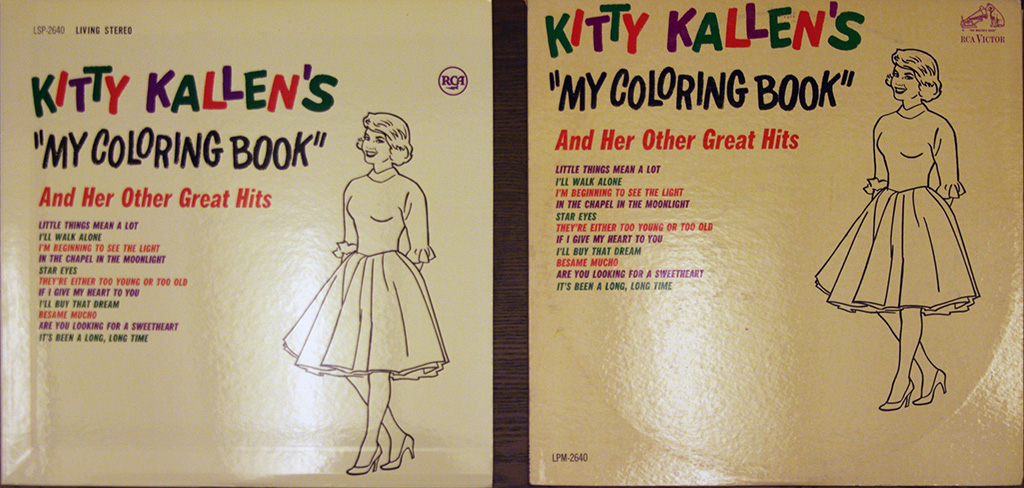 LSP-2640 LIVING STEREO
KITTY KALLEN'S
RCA
"MY COLORING BOOK"
And Her Other Great Hits
LITTLE THINGS MEAN A LOT
I'LL WALK ALONE
I'M BEGINNING TO SEE THE LIGHT
IN THE CHAPEL IN THE MOONLIGHT
STAR EYES
THEY'RE EITHER TOO YOUNG OR TOO OLD
IF I GIVE MY HEART TO YOU
I'LL BUY THAT DREAM
BESAME MUCHO
ARE YOU LOOKING FOR A SWEETHEART
IT'S BEEN A LONG, LONG TIME
KITTY KALLEN'S
RCA VICTOR
"MY COLORING BOOK"
And Her Other Great Hits
LITTLE THINGS MEAN A LOT
I'LL WALK ALONE
I'M BEGINNING TO SEE THE LIGHT
IN THE CHAPEL IN THE MOONLIGHT
STAR EYES
THEY'RE EITHER TOO YOUNG OR TOO OLD
IF I GIVE MY HEART TO YOU
I'LL BUY THAT DREAM
BESAME MUCHO
ARE YOU LOOKING FOR A SWEETHEART
IT'S BEEN A LONG, LONG TIME
LPM-2640